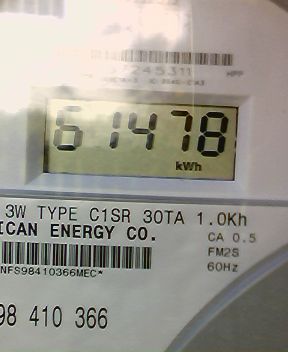 245311
61478
kWh
3W TYPE C1SR 30TA 1.0Kh
ICAN ENERGY CO.
CA 0.5
FM2S
60Hz
NFS98410366MEC*
98 410 366